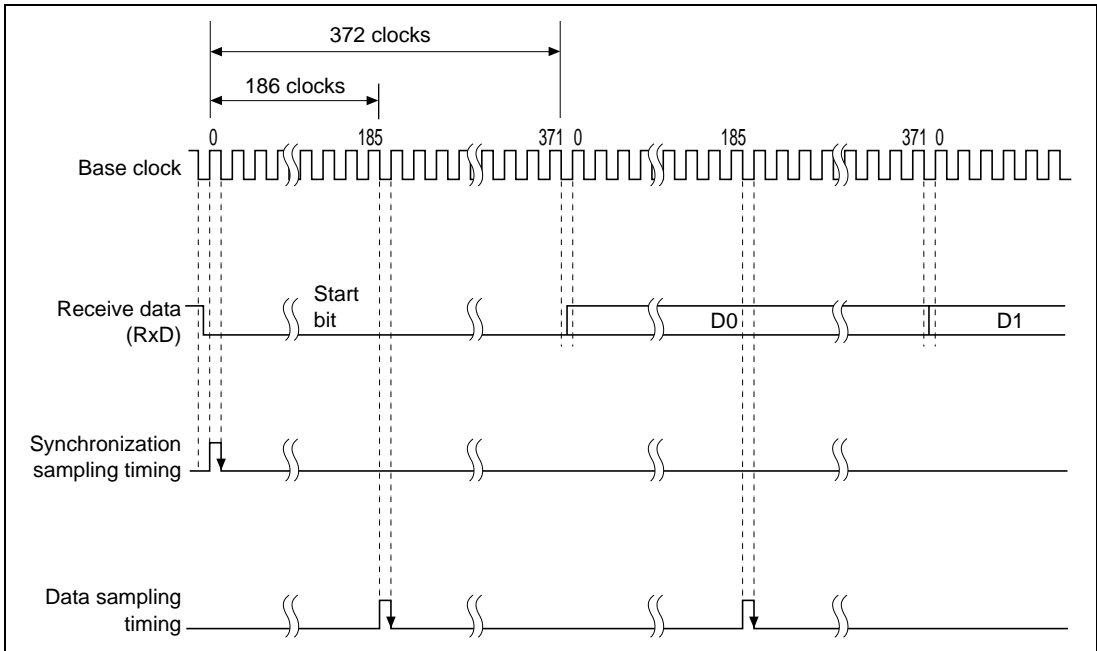 372 clocks
186 clocks
0 185 371 0 185 371 0
Base clock
Receive data
(RxD)
Start
bit
D0 D1
Synchronization
sampling timing
Data sampling
timing